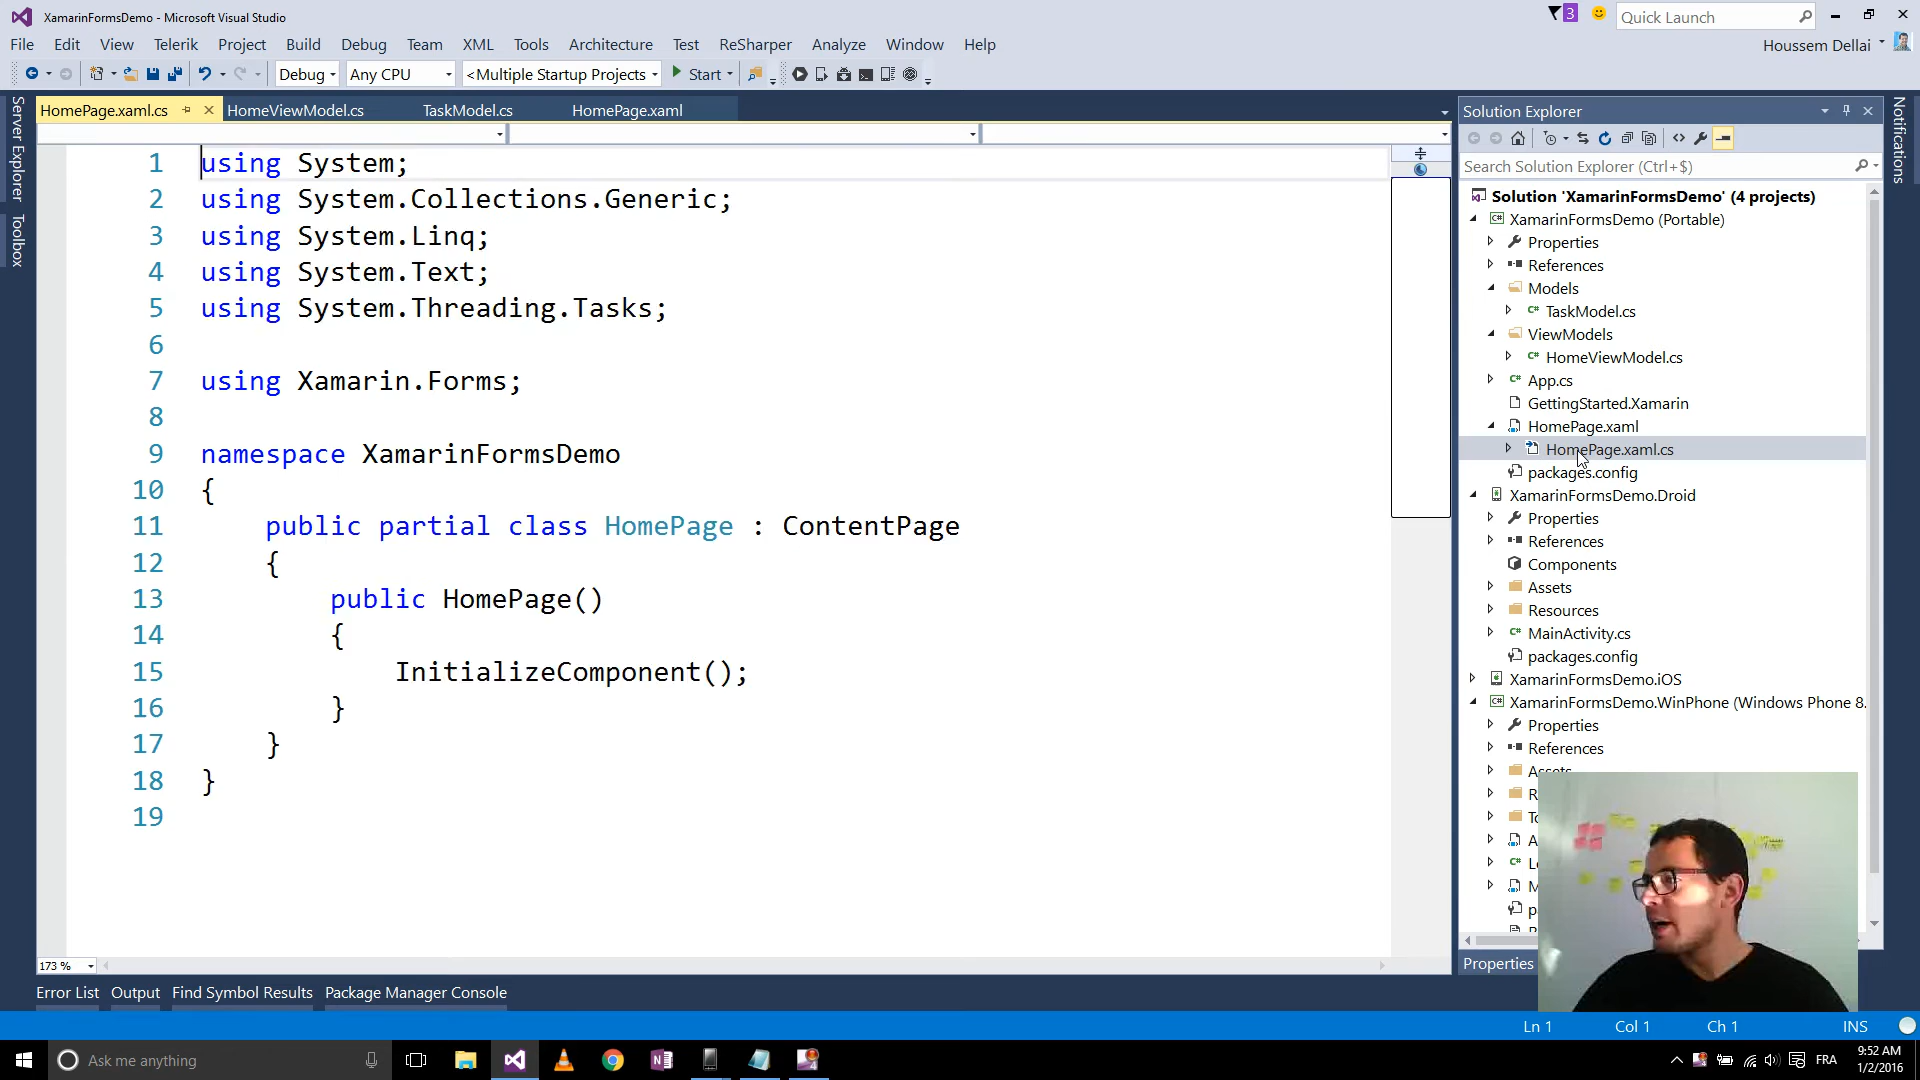 XamarinFormsDemo - Microsoft Visual Studio
3
Quick Launch
File Edit View Telerik Project Build Debug Team XML Tools Architecture Test ReSharper Analyze Window Help
Houssem Dellai
Debug Any CPU <Multiple Startup Projects Start
HomePage.xaml.cs HomeViewModel.cs TaskModel.cs HomePage.xaml
Server Explorer
Toolbox
1 using System;
2 using System.Collections.Generic;
3 using System.Linq;
4 using System.Text;
5 using System.Threading.Tasks;
6
7 using Xamarin.Forms;
8
9 namespace XamarinFormsDemo
10 {
11 public partial class HomePage : ContentPage
12 {
13 public HomePage()
14 {
15 InitializeComponent();
16 }
17 }
18 }
19
173 %
Solution Explorer
Search Solution Explorer (Ctrl+$)
Solution 'XamarinFormsDemo' (4 projects)
XamarinFormsDemo (Portable)
Properties
References
Models
TaskModel.cs
ViewModels
HomeViewModel.cs
App.cs
GettingStarted.Xamarin
HomePage.xaml
HomePage.xaml.cs
packages.config
XamarinFormsDemo.Droid
Properties
References
Components
Assets
Resources
MainActivity.cs
packages.config
XamarinFormsDemo.iOS
XamarinFormsDemo.WinPhone (Windows Phone 8.
Properties
References
Assets
Properties
Notifications
Error List Output Find Symbol Results Package Manager Console
Ln 1 Col 1 Ch 1 INS
Ask me anything
FRA
9:52 AM
1/2/2016